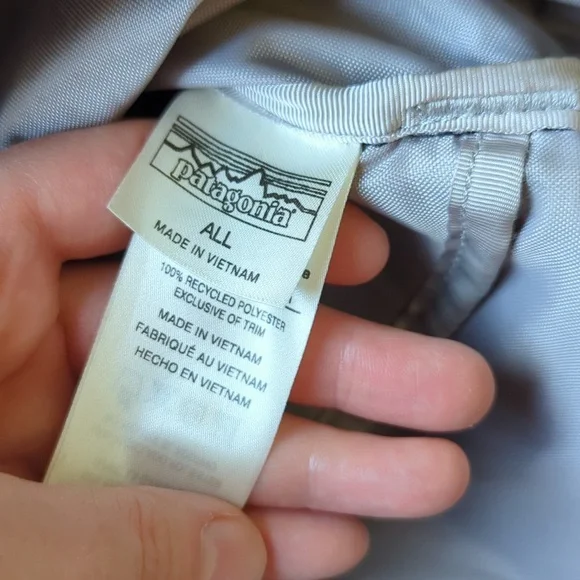 patagonia
ALL
MADE IN VIETNAM
100% RECYCLED POLYESTER
EXCLUSIVE OF TRIM
MADE IN VIETNAM
FABRIQUÉ AU VIETNAM
HECHO EN VIETNAM